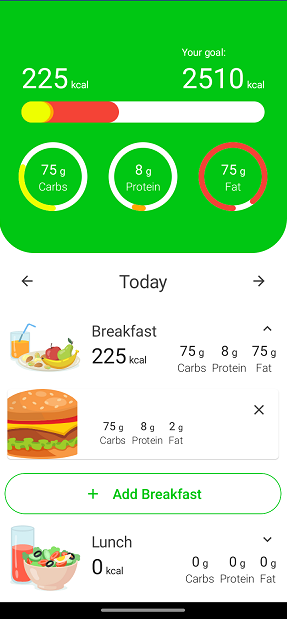 Your goal:
225 kcal 2510 kcal
75 g 8 g 75 g
Carbs Protein Fat
Today
Breakfast
225 kcal
75 g 8 g 75 g
Carbs Protein Fat
75 g 8 g 2 g
Carbs Protein Fat
+ Add Breakfast
Lunch
0 kcal
0 g 0 g 0 g
Carbs Protein Fat